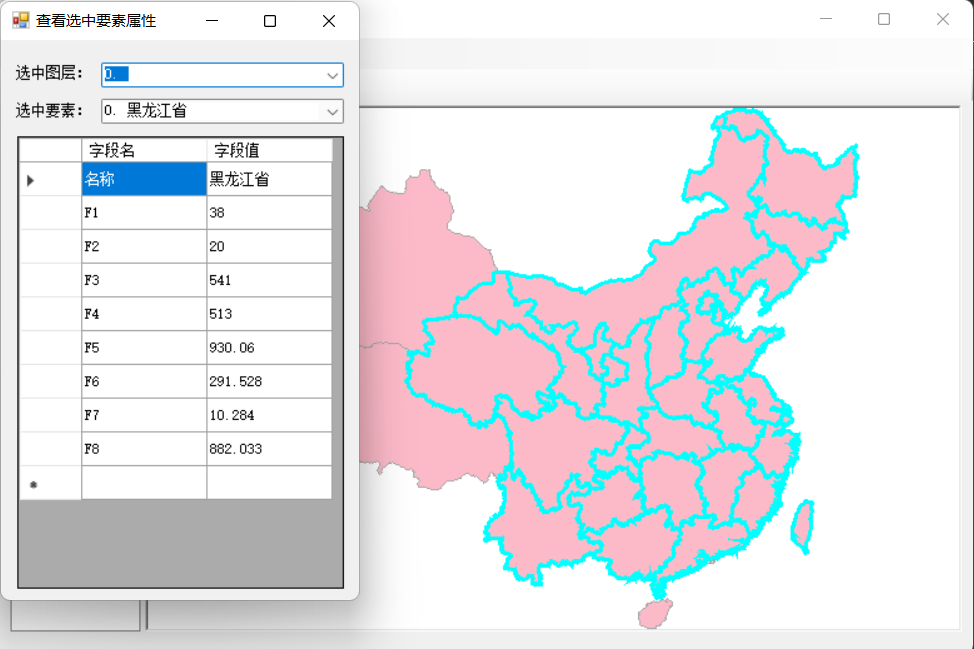 查看选中要素属性
选中图层： 0.
选中要素： 0. 黑龙江省
字段名 字段值
名称 黑龙江省
F1 38
F2 20
F3 541
F4 513
F5 930.06
F6 291.528
F7 10.284
F8 882.033